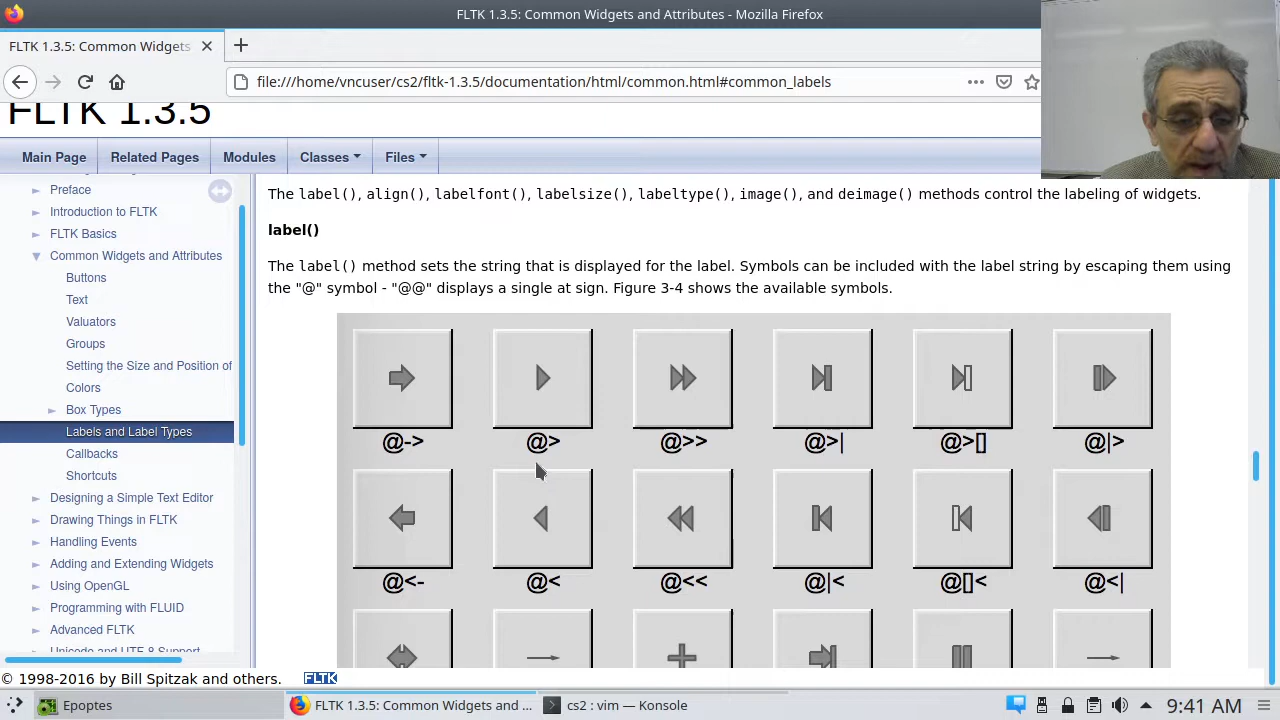 FLTK 1.3.5: Common Widgets and Attributes - Mozilla Firefox
FLTK 1.3.5: Common Widgets
file:///home/vncuser/cs2/fltk-1.3.5/documentation/html/common.html#common_labels
FLTK 1.3.5
Main Page
Related Pages
Modules
Classes
Files
Preface
Introduction to FLTK
FLTK Basics
Common Widgets and Attributes
Buttons
Text
Valuators
Groups
Setting the Size and Position of
Colors
Box Types
Labels and Label Types
Callbacks
Shortcuts
Designing a Simple Text Editor
Drawing Things in FLTK
Handling Events
Adding and Extending Widgets
Using OpenGL
Programming with FLUID
Advanced FLTK
Unicode and UTF-8 Support
The label(), align(), labelfont(), labelsize(), labeltype(), image(), and deimage() methods control the labeling of widgets.
label()
The label() method sets the string that is displayed for the label. Symbols can be included with the label string by escaping them using
the "@" symbol - "@@" displays a single at sign. Figure 3-4 shows the available symbols.
@-> @> @>> @>| @>[] @|>
@<- @< @<< @|< @[]< @<|
© 1998-2016 by Bill Spitzak and others. FLTK
Epoptes
FLTK 1.3.5: Common Widgets and ...
cs2 : vim — Konsole
9:41 AM